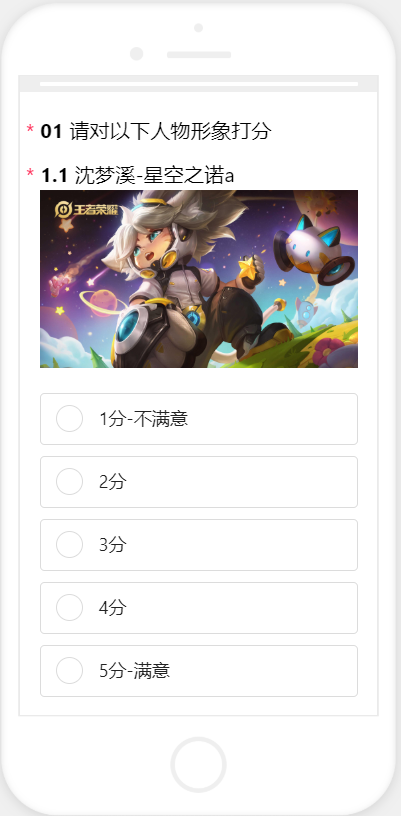 * 01 请对以下人物形象打分
* 1.1 沈梦溪-星空之诺a
王者荣耀
1分-不满意
2分
3分
4分
5分-满意